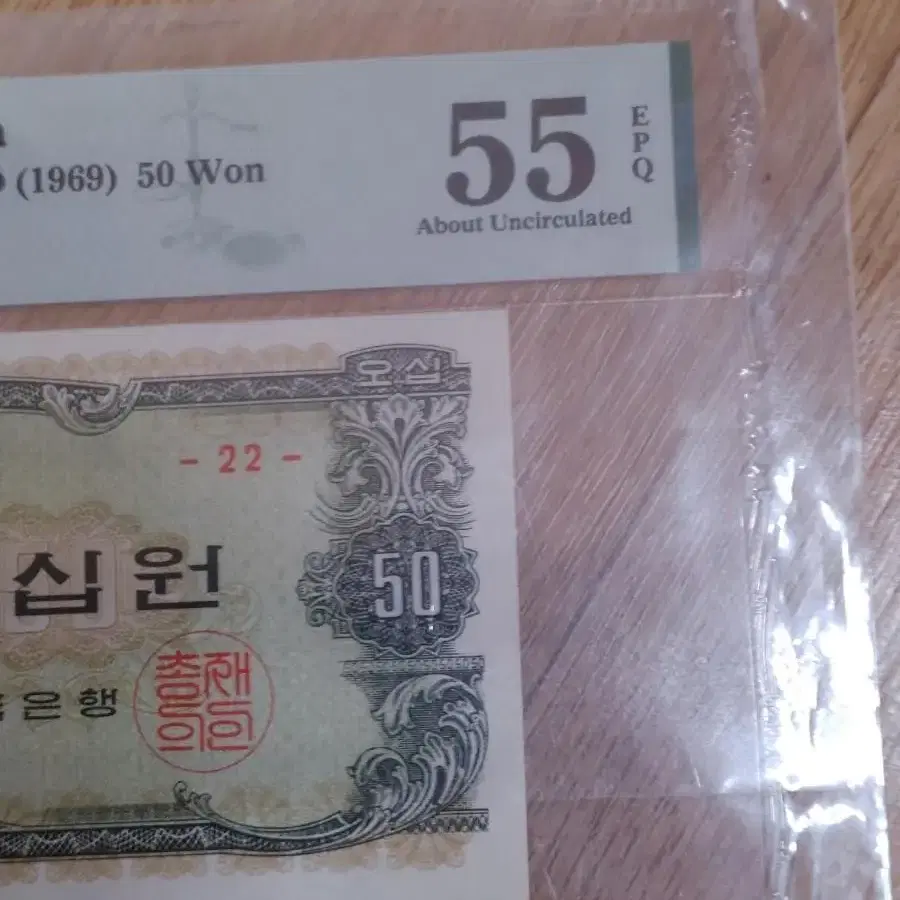 (1969) 50 Won
55
EPQ
About Uncirculated
오십
- 22 -
십원
50
은행
총재의인